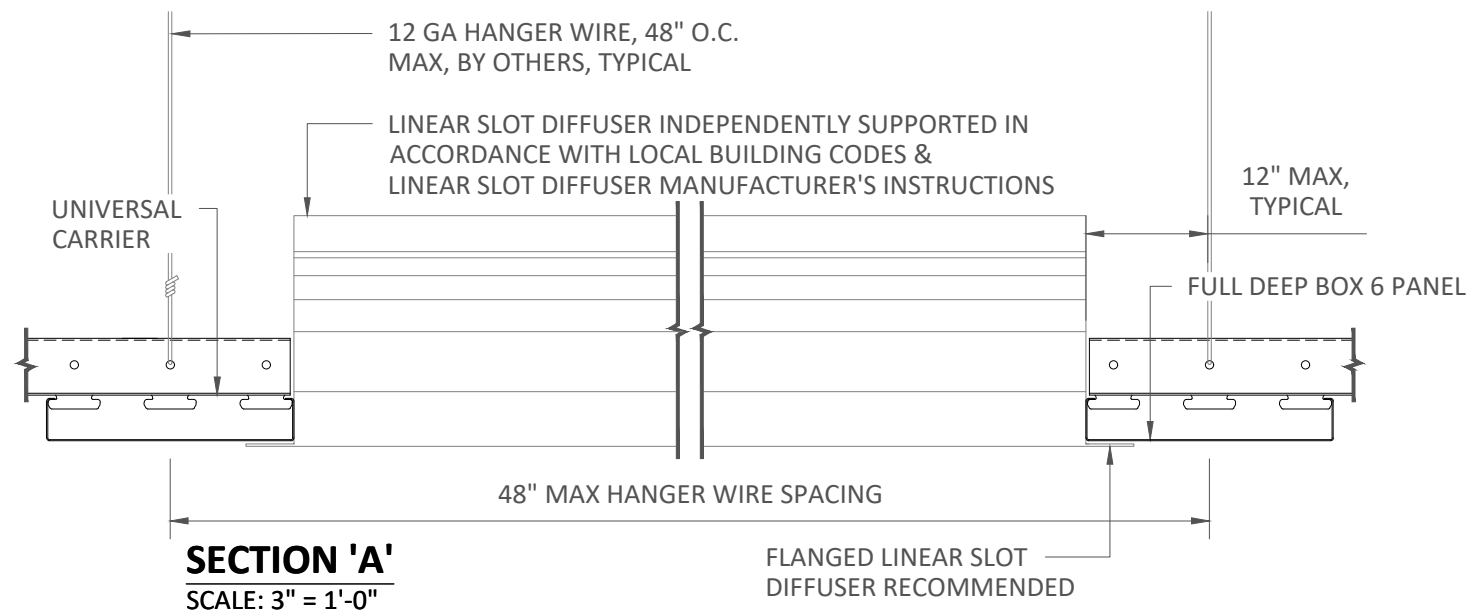 12 GA HANGER WIRE, 48" O.C.
MAX, BY OTHERS, TYPICAL
LINEAR SLOT DIFFUSER INDEPENDENTLY SUPPORTED IN
ACCORDANCE WITH LOCAL BUILDING CODES &
LINEAR SLOT DIFFUSER MANUFACTURER'S INSTRUCTIONS
12" MAX,
TYPICAL
UNIVERSAL
CARRIER
FULL DEEP BOX 6 PANEL
48" MAX HANGER WIRE SPACING
SECTION 'A'
SCALE: 3" = 1'-0"
FLANGED LINEAR SLOT
DIFFUSER RECOMMENDED